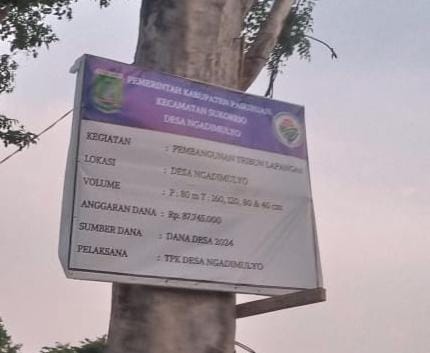 PEMERINTAH KABUPATEN PASURUAN
KECAMATAN SUKOREJO
DESA NGADIMULYO
KEGIATAN : PEMBANGUNAN TRIBUN LAPANGAN
LOKASI : DESA NGADIMULYO
VOLUME : P : 80 m T : 160, 120, 80 & 40 cm
ANGGARAN DANA : Rp. 87.745.000
SUMBER DANA : DANA DESA 2024
PELAKSANA : TPK DESA NGADIMULYO